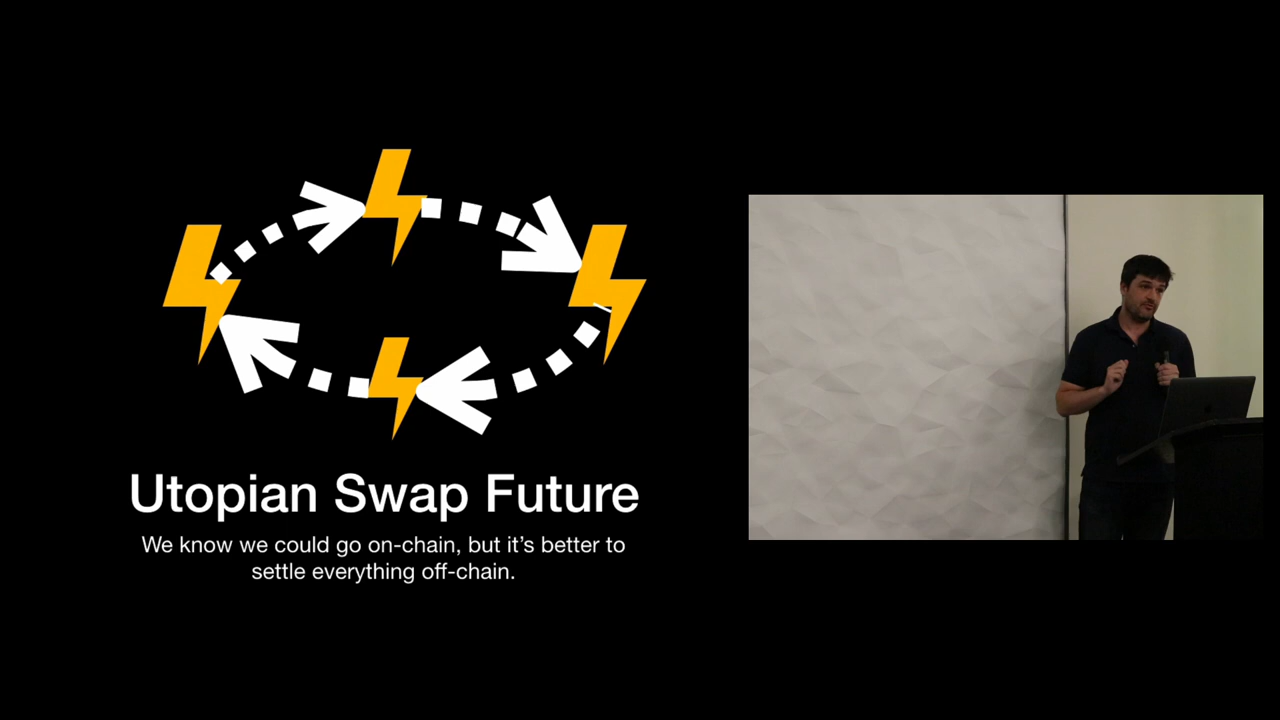 Utopian Swap Future
We know we could go on-chain, but it’s better to
settle everything off-chain.